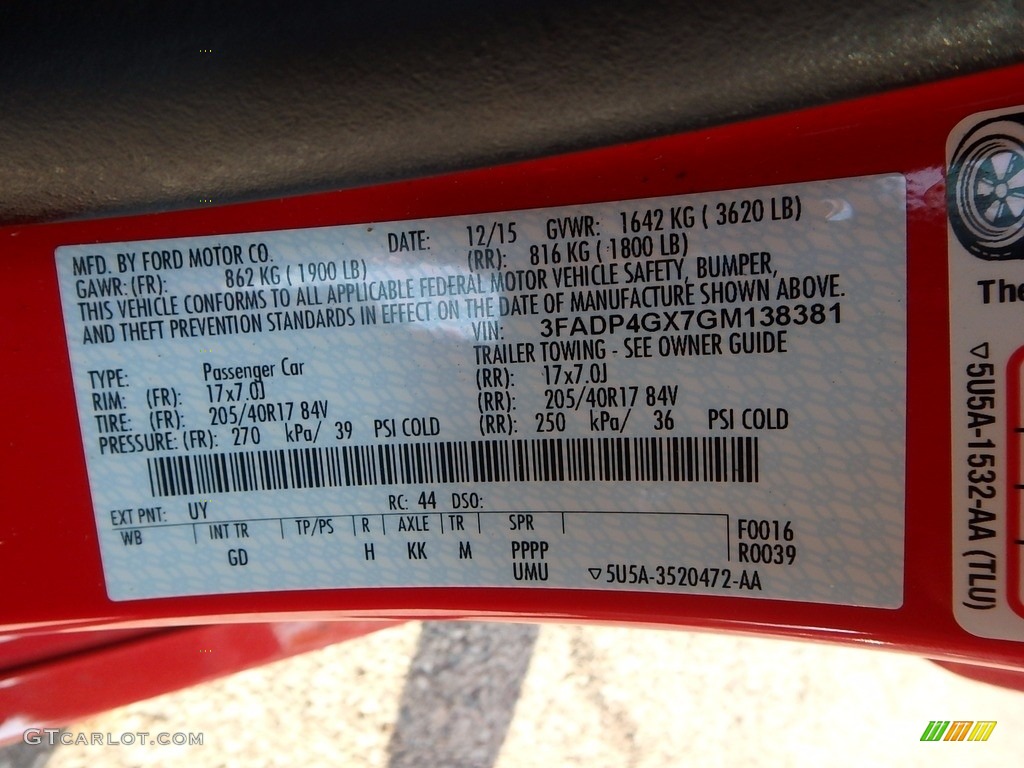 MFD. BY FORD MOTOR CO. DATE: 12/15 GVWR: 1642 KG ( 3620 LB)
GAWR: (FR): 862 KG ( 1900 LB) (RR): 816 KG ( 1800 LB)
THIS VEHICLE CONFORMS TO ALL APPLICABLE FEDERAL MOTOR VEHICLE SAFETY, BUMPER,
AND THEFT PREVENTION STANDARDS IN EFFECT ON THE DATE OF MANUFACTURE SHOWN ABOVE.
VIN: 3FADP4GX7GM138381
TYPE: Passenger Car TRAILER TOWING - SEE OWNER GUIDE
RIM: (FR): 17x7.0J (RR): 17x7.0J
TIRE: (FR): 205/40R17 84V (RR): 205/40R17 84V
PRESSURE: (FR): 270 kPa/ 39 PSI COLD (RR): 250 kPa/ 36 PSI COLD
EXT PNT: UY RC: 44 DSO:
WB INT TR TP/PS R AXLE TR SPR F0016
GD H KK M PPPP R0039
UMU ▽5U5A-3520472-AA
The
▽5U5A-1532-AA (TLU)
GTCARLOT.COM